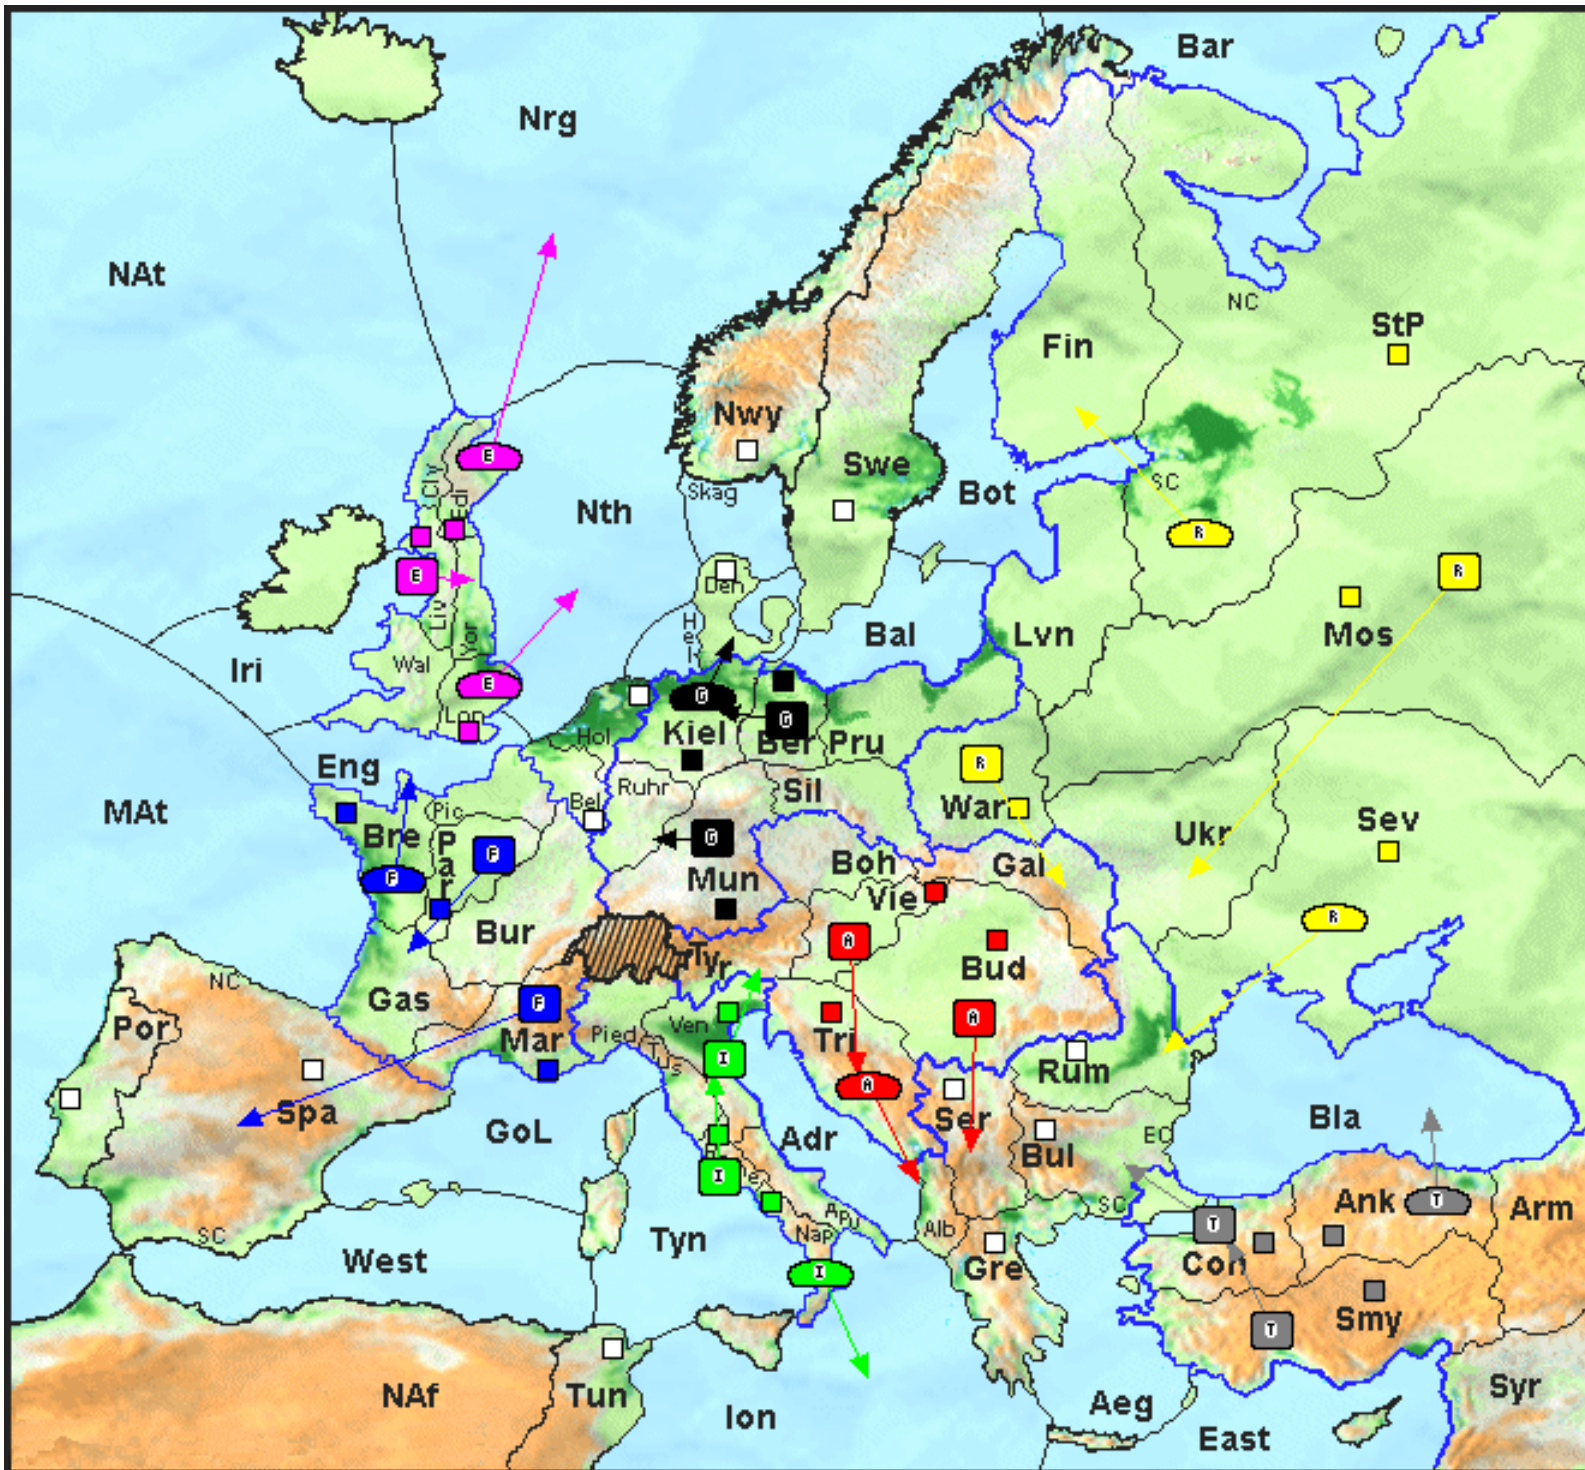 Bar
Nrg
NAt
NC
StP
Fin
Nwy
Swe
SC
Skag
Bot
Cly
Edi
E
Nth
R
Den
E
R
Hel
Liv
Yor
Bal
Lvn
Mos
Iri
Wal
E
G
G
Lon
Hol
Kiel
Ber
Pru
Eng
R
Ruhr
Sil
War
Bel
Pic
MAt
Bre
Par
F
G
Boh
Gal
Ukr
Sev
F
Mun
Vie
R
Bur
A
Bud
Tyr
NC
Gas
F
A
Por
Mar
Pied
Ven
Tri
Tus
I
Rum
A
Ser
Spa
GoL
Adr
Bla
Bul
EC
I
Ank
T
Arm
SC
Apu
Alb
SC
T
Tyn
Nap
West
Gre
Con
I
Smy
T
NAf
Tun
Ion
Aeg
Syr
East